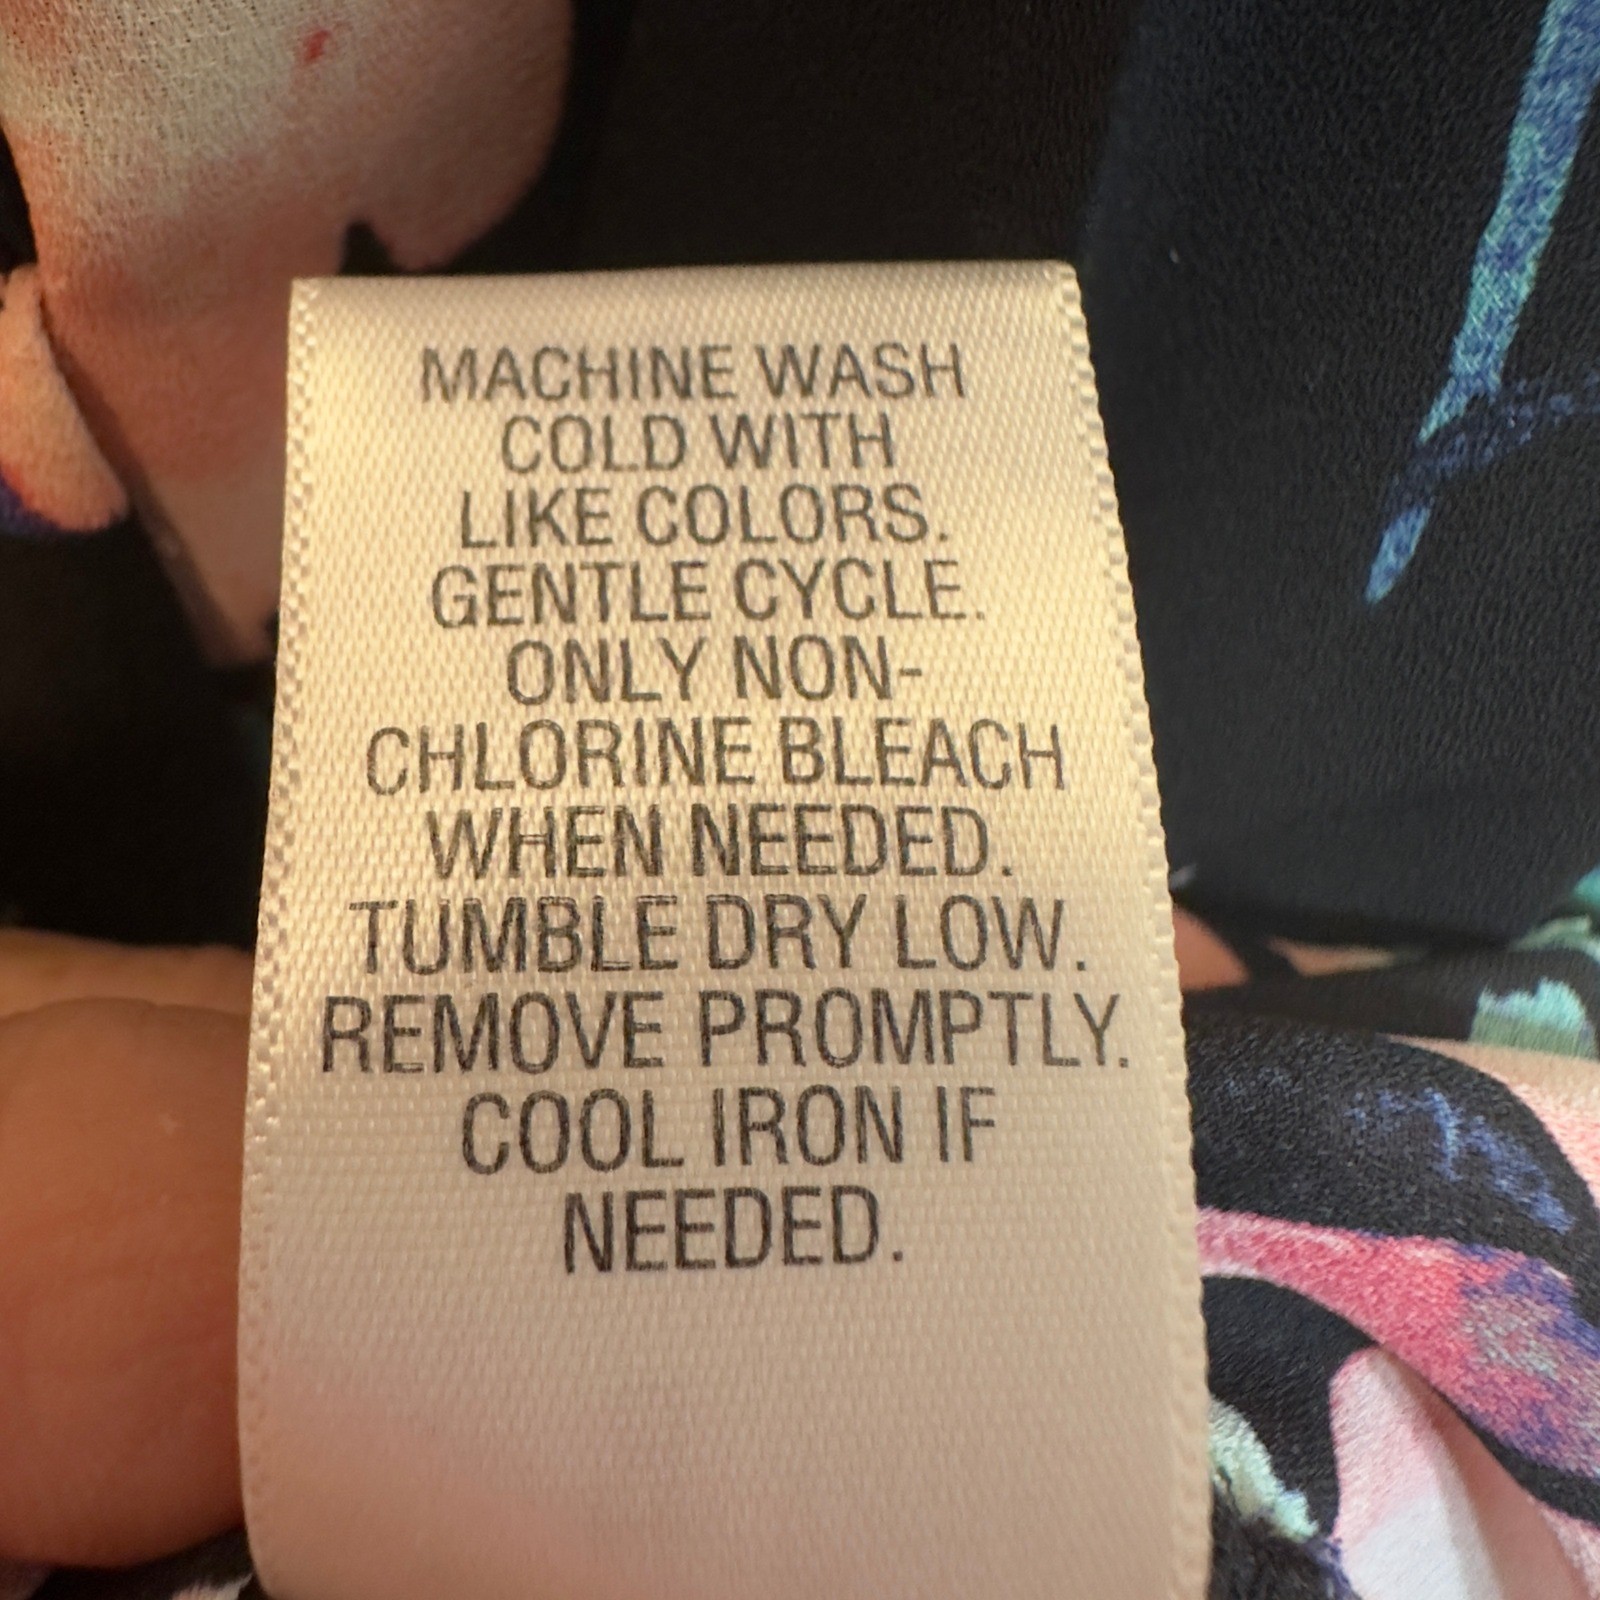 MACHINE WASH
COLD WITH
LIKE COLORS.
GENTLE CYCLE.
ONLY NON-
CHLORINE BLEACH
WHEN NEEDED.
TUMBLE DRY LOW.
REMOVE PROMPTLY.
COOL IRON IF
NEEDED.